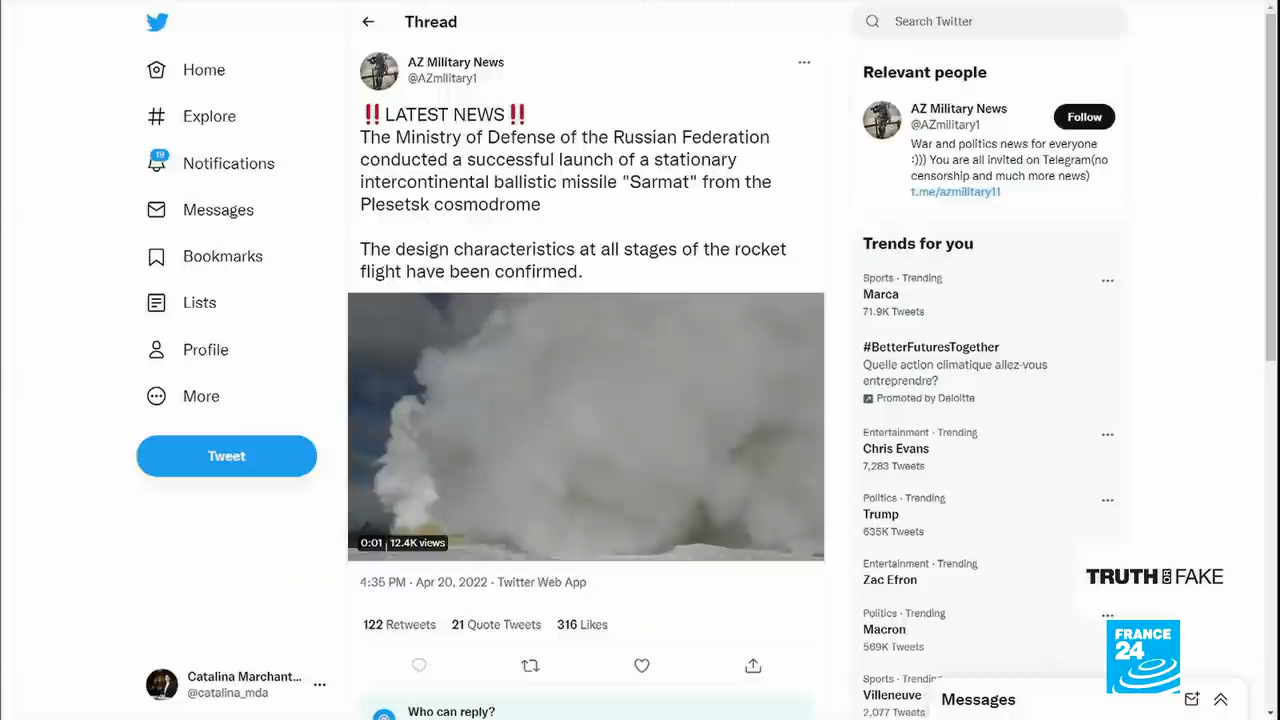 Home
Explore
19
Notifications
Messages
Bookmarks
Lists
Profile
More
Tweet
Catalina Marchant...
@catalina_mda
Thread
AZ Military News
@AZmilitary1
‼️LATEST NEWS‼️
The Ministry of Defense of the Russian Federation
conducted a successful launch of a stationary
intercontinental ballistic missile "Sarmat" from the
Plesetsk cosmodrome
The design characteristics at all stages of the rocket
flight have been confirmed.
0:01 12.4K views
4:35 PM · Apr 20, 2022 · Twitter Web App
122 Retweets 21 Quote Tweets 316 Likes
Who can reply?
Search Twitter
Relevant people
AZ Military News
@AZmilitary1
Follow
War and politics news for everyone
:))) You are all invited on Telegram(no
censorship and much more news)
t.me/azmilitary11
Trends for you
Sports · Trending
Marca
71.9K Tweets
#BetterFuturesTogether
Quelle action climatique allez-vous
entreprendre?
Promoted by Deloitte
Entertainment · Trending
Chris Evans
7,283 Tweets
Politics · Trending
Trump
635K Tweets
Entertainment · Trending
Zac Efron
Politics · Trending
Macron
569K Tweets
Sports · Trending
Villeneuve
2,077 Tweets
Messages
TRUTH OR FAKE
FRANCE
24